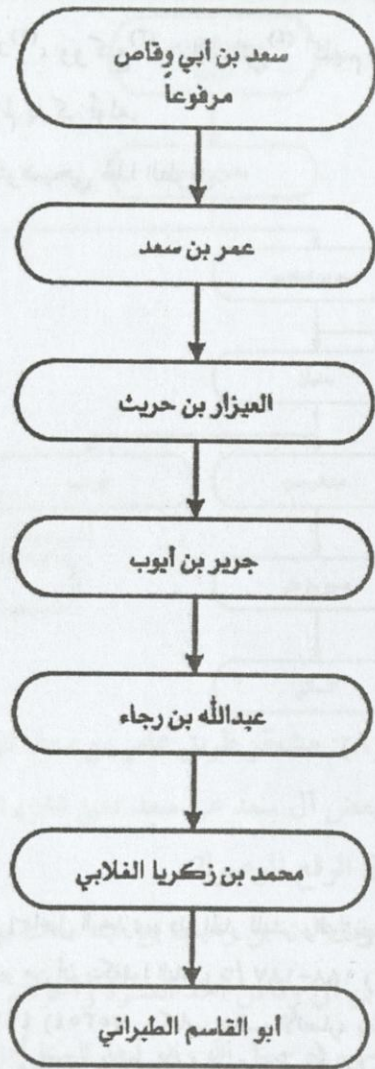 سعد بن أبي وقاص
مرفوعاً
عمر بن سعد
العيزار بن حريث
جرير بن أيوب
عبدالله بن رجاء
محمد بن زكريا الغلابي
أبو القاسم الطبراني